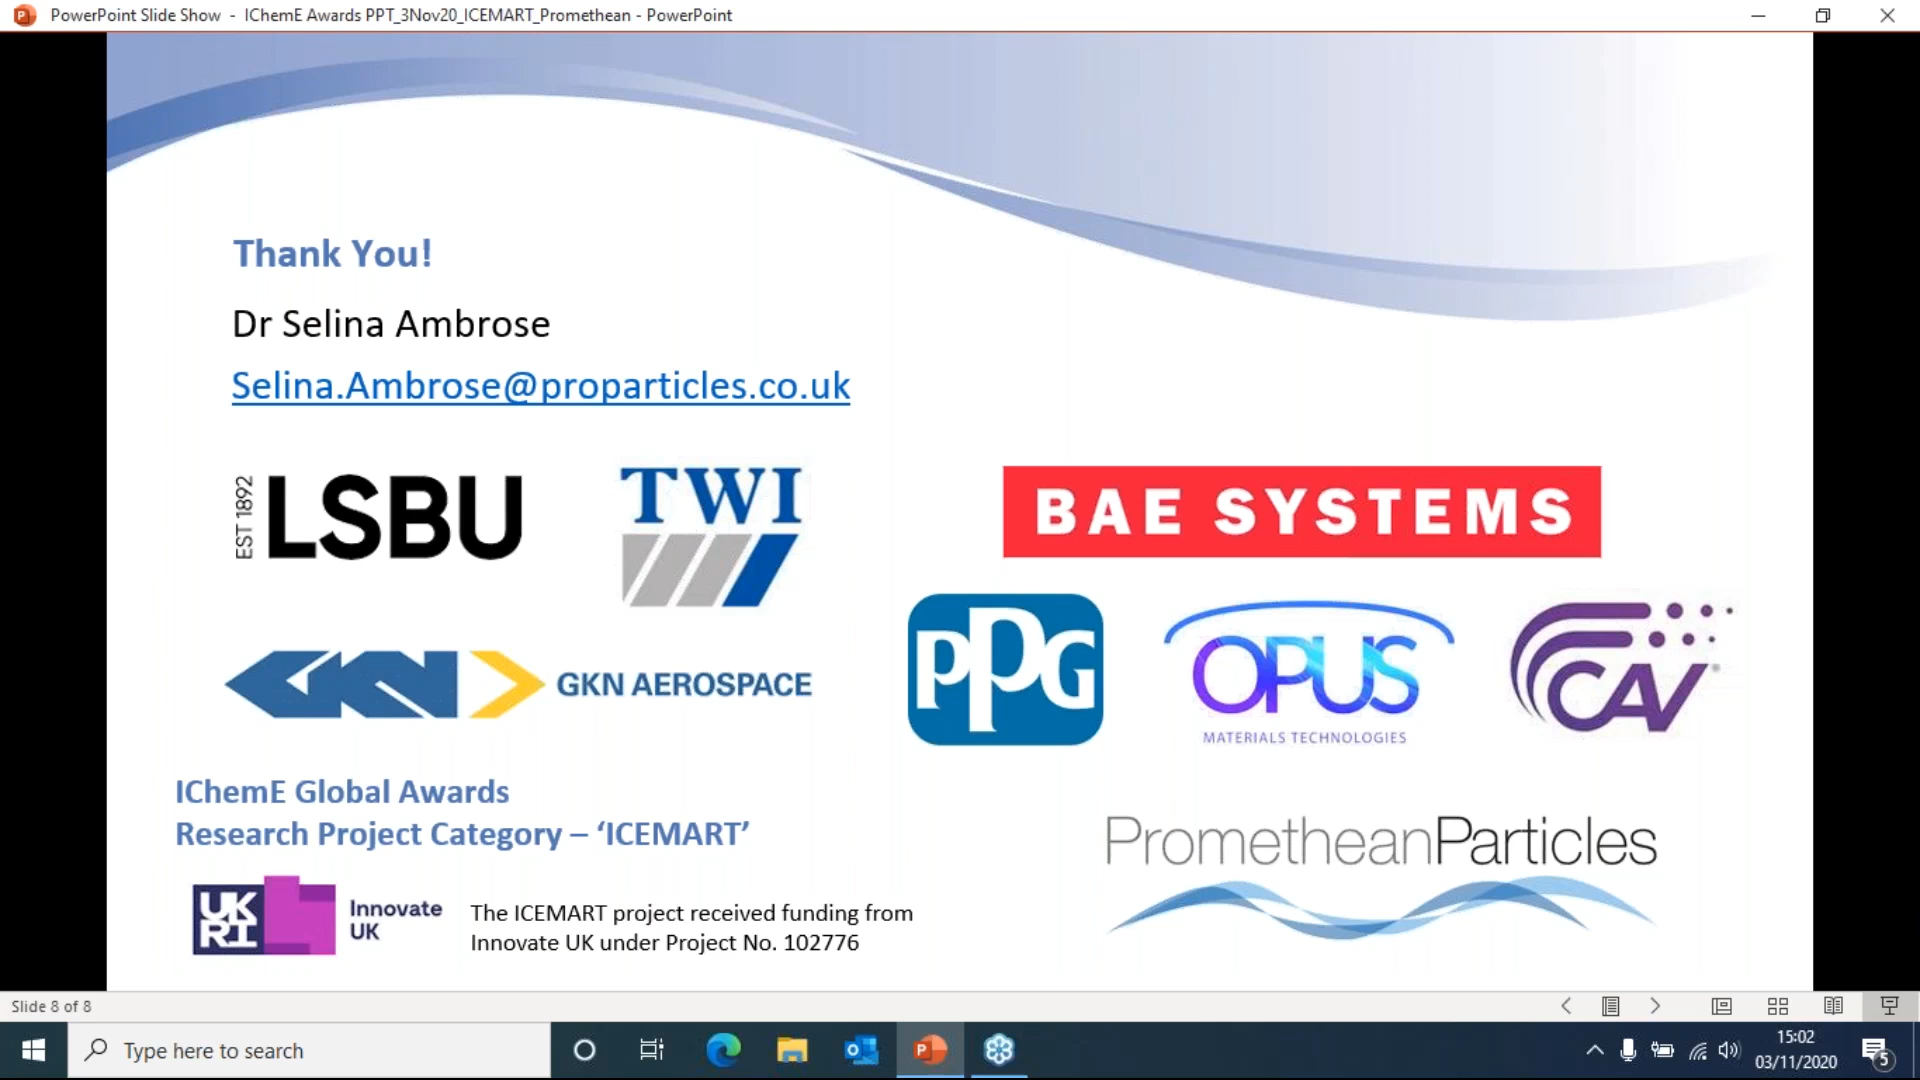 PowerPoint Slide Show - IChemE Awards PPT_3Nov20_ICEMART_Promethean - PowerPoint
Thank You!
Dr Selina Ambrose
Selina.Ambrose@proparticles.co.uk
EST 1892
LSBU
TWI
BAE SYSTEMS
GKN
GKN AEROSPACE
PPG
OPUS
MATERIALS TECHNOLOGIES
CAV
IChemE Global Awards
Research Project Category – ‘ICEMART’
PrometheanParticles
UK
RI
Innovate
UK
The ICEMART project received funding from
Innovate UK under Project No. 102776
Slide 8 of 8
Type here to search
15:02
03/11/2020
5